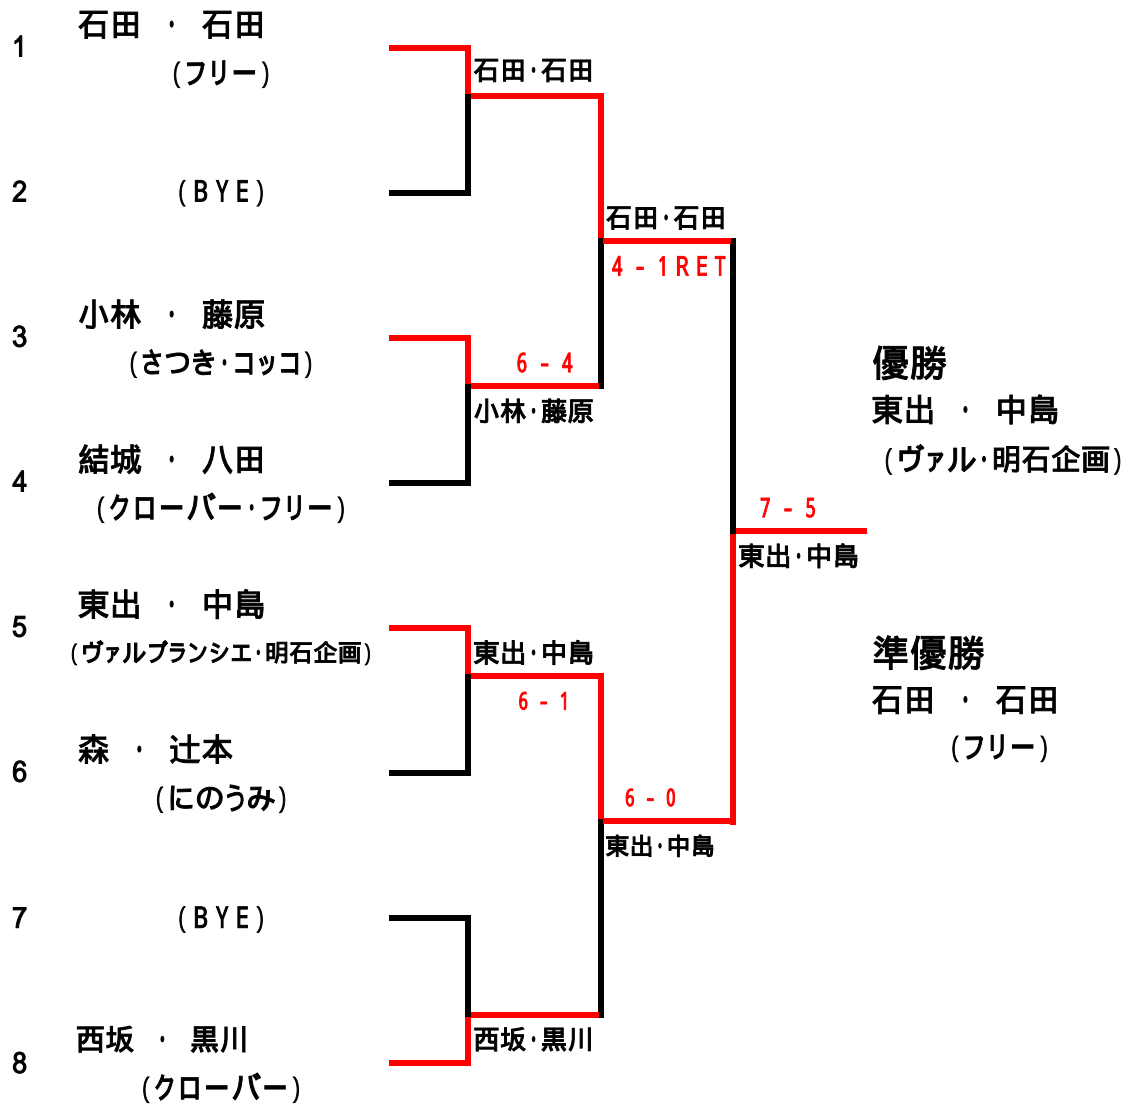 1
石田 ・ 石田
(フリー)
石田・石田
2
(BYE)
石田・石田
4-1RET
3
小林 ・ 藤原
(さつき・コッコ)
6-4
小林・藤原
4
結城 ・ 八田
(クローバー・フリー)
優勝
東出 ・ 中島
(ヴァル・明石企画)
7-5
東出・中島
5
東出 ・ 中島
(ヴァルブランシエ・明石企画)
東出・中島
6-1
準優勝
石田 ・ 石田
(フリー)
6
森 ・ 辻本
(にのうみ)
6-0
東出・中島
7
(BYE)
8
西坂 ・ 黒川
(クローバー)
西坂・黒川